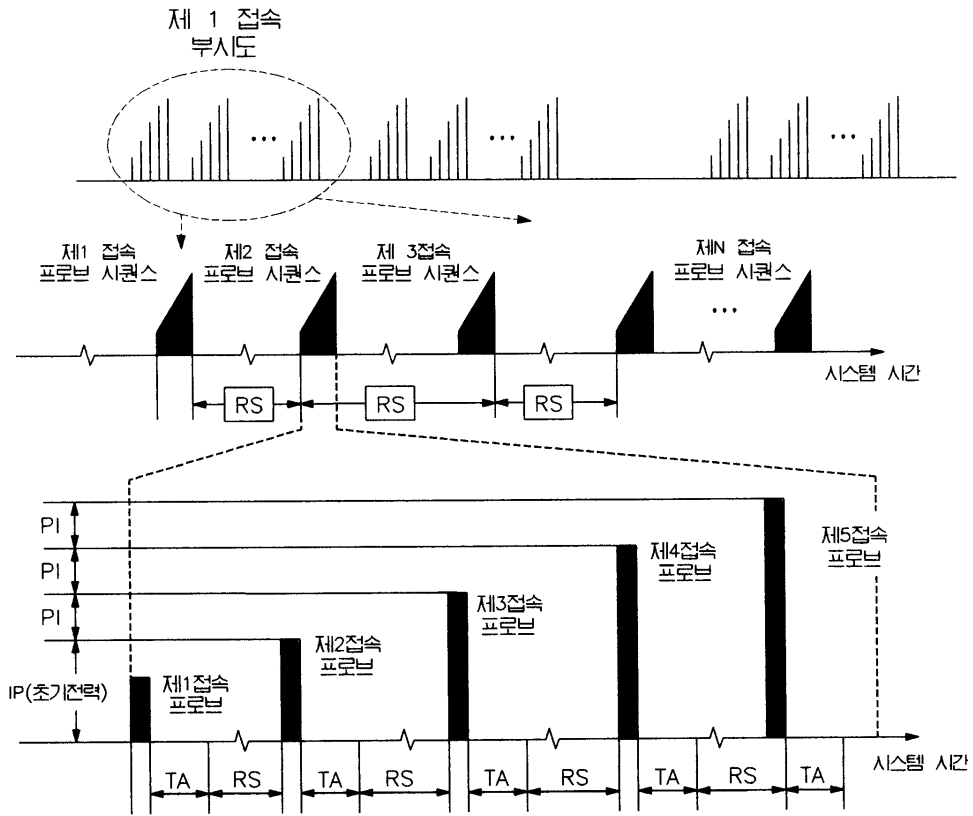 제 1 접속
부시도
제1 접속
프로브 시퀀스
제2 접속
프로브 시퀀스
제 3접속
프로브 시퀀스
제N 접속
프로브 시퀀스
시스템 시간
RS
RS
RS
PI
PI
PI
IP(초기전력)
제1접속
프로브
제2접속
프로브
제3접속
프로브
제4접속
프로브
제5접속
프로브
시스템 시간
TA
RS
TA
RS
TA
RS
TA
RS
TA